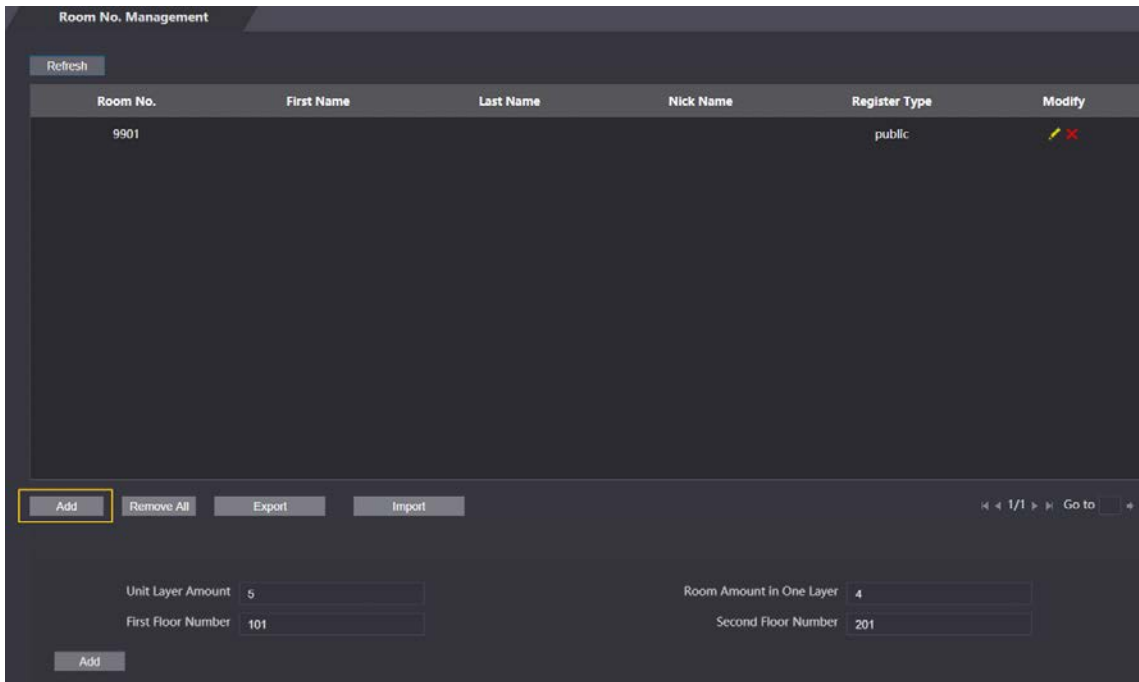 Room No. Management
Refresh
Room No. First Name Last Name Nick Name Register Type Modify
9901 public
Add Remove All Export Import 1/1 Go to
Unit Layer Amount 5 Room Amount in One Layer 4
First Floor Number 101 Second Floor Number 201
Add